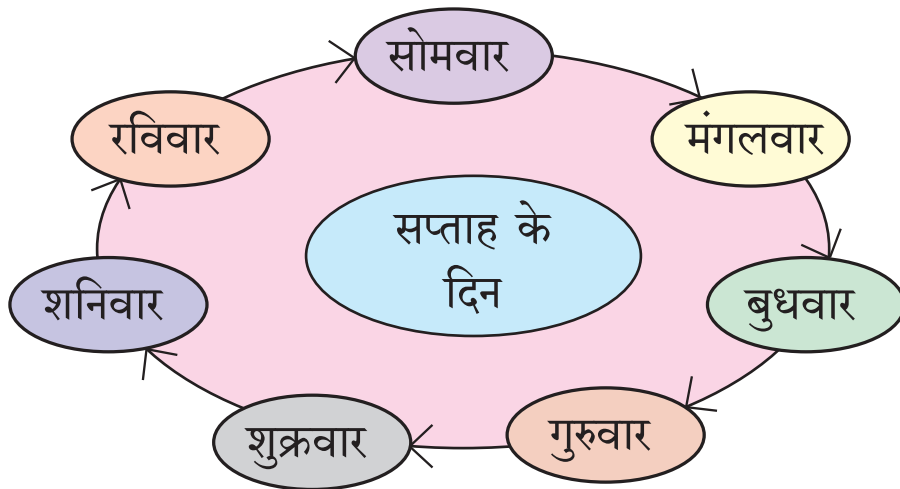 सोमवार
मंगलवार
बुधवार
गुरुवार
शुक्रवार
शनिवार
रविवार
सप्ताह के
दिन